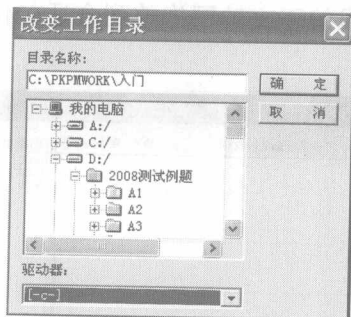 改变工作目录
目录名称:
C:\PKPMWORK\入门
确 定
取 消
我的电脑
A:/
C:/
D:/
2008测试例题
A1
A2
A3
驱动器:
[-c-]